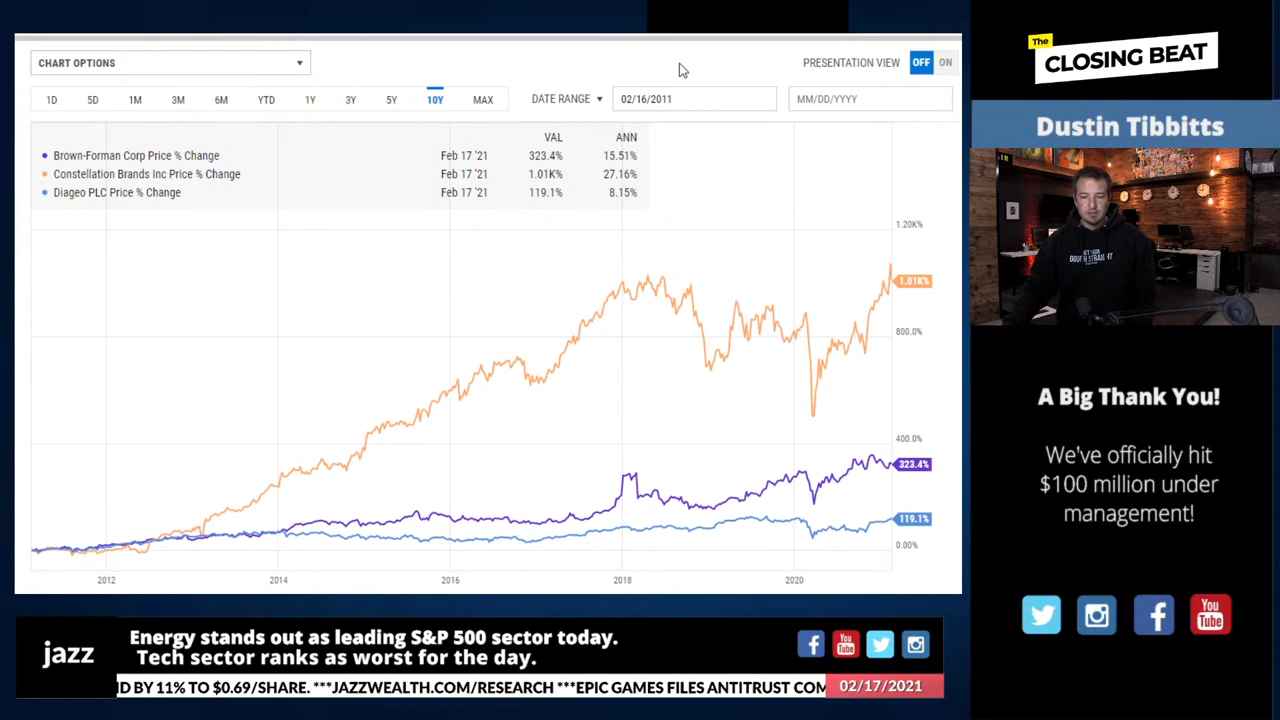 CHART OPTIONS
PRESENTATION VIEW OFF ON
1D 5D 1M 3M 6M YTD 1Y 3Y 5Y 10Y MAX DATE RANGE 02/16/2011 MM/DD/YYYY
VAL ANN
Brown-Forman Corp Price % Change Feb 17 '21 323.4% 15.51%
Constellation Brands Inc Price % Change Feb 17 '21 1.01K% 27.16%
Diageo PLC Price % Change Feb 17 '21 119.1% 8.15%
1.20K%
1.01K%
800.0%
400.0%
323.4%
119.1%
0.00%
2012 2014 2016 2018 2020
The
CLOSING BEAT
Dustin Tibbitts
A Big Thank You!
We've officially hit
$100 million under
management!
You
Tube
jazz
Energy stands out as leading S&P 500 sector today.
Tech sector ranks as worst for the day.
You
Tube
D BY 11% TO $0.69/SHARE. ***JAZZWEALTH.COM/RESEARCH ***EPIC GAMES FILES ANTITRUST COM
02/17/2021